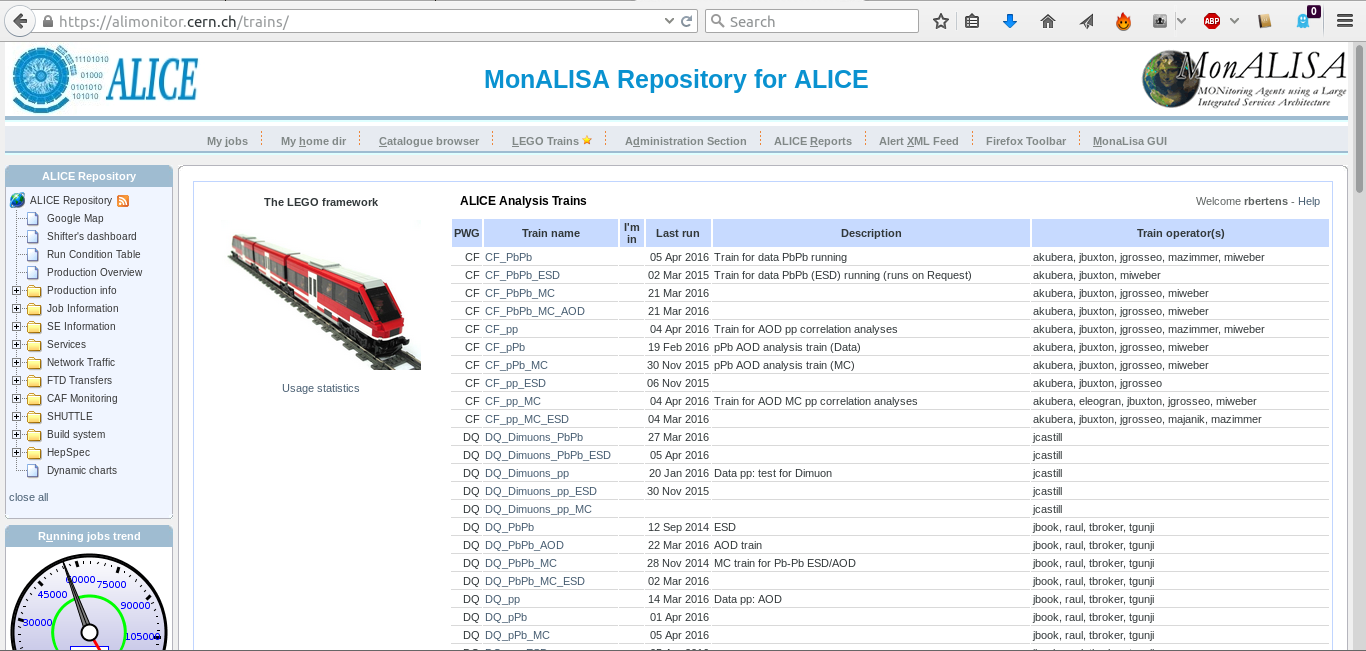 https://alimonitor.cern.ch/trains/
Search
ABP
0
11101010
01000
0101010
101010
ALICE
MonALISA Repository for ALICE
MonALISA
MONitoring Agents using a Large
Integrated Services Architecture
My jobs My home dir Catalogue browser LEGO Trains Administration Section ALICE Reports Alert XML Feed Firefox Toolbar MonaLisa GUI
ALICE Repository
ALICE Repository
Google Map
Shifter's dashboard
Run Condition Table
Production Overview
Production info
Job Information
SE Information
Services
Network Traffic
FTD Transfers
CAF Monitoring
SHUTTLE
Build system
HepSpec
Dynamic charts
close all
Running jobs trend
30000
45000
60000
75000
90000
105000
The LEGO framework
Usage statistics
ALICE Analysis Trains
Welcome rbertens - Help
PWG Train name I'm in Last run Description Train operator(s)
CF CF_PbPb 05 Apr 2016 Train for data PbPb running akubera, jbuxton, jgrosseo, mazimmer, miweber
CF CF_PbPb_ESD 02 Mar 2015 Train for data PbPb (ESD) running (runs on Request) akubera, jbuxton, miweber
CF CF_PbPb_MC 21 Mar 2016 akubera, jbuxton, jgrosseo, miweber
CF CF_PbPb_MC_AOD 21 Mar 2016 akubera, jbuxton, jgrosseo, miweber
CF CF_pp 04 Apr 2016 Train for AOD pp correlation analyses akubera, jbuxton, jgrosseo, mazimmer, miweber
CF CF_pPb 19 Feb 2016 pPb AOD analysis train (Data) akubera, jbuxton, jgrosseo, miweber
CF CF_pPb_MC 30 Nov 2015 pPb AOD analysis train (MC) akubera, jbuxton, jgrosseo, miweber
CF CF_pp_ESD 06 Nov 2015 akubera, jbuxton, jgrosseo
CF CF_pp_MC 04 Apr 2016 Train for AOD MC pp correlation analyses akubera, eleogran, jbuxton, jgrosseo, miweber
CF CF_pp_MC_ESD 04 Mar 2016 akubera, jbuxton, jgrosseo, majanik, mazimmer
DQ DQ_Dimuons_PbPb 27 Mar 2016 jcastill
DQ DQ_Dimuons_PbPb_ESD 05 Apr 2016 jcastill
DQ DQ_Dimuons_pp 20 Jan 2016 Data pp: test for Dimuon jcastill
DQ DQ_Dimuons_pp_ESD 30 Nov 2015 jcastill
DQ DQ_Dimuons_pp_MC jcastill
DQ DQ_PbPb 12 Sep 2014 ESD jbook, raul, tbroker, tgunji
DQ DQ_PbPb_AOD 22 Mar 2016 AOD train jbook, raul, tbroker, tgunji
DQ DQ_PbPb_MC 28 Nov 2014 MC train for Pb-Pb ESD/AOD jbook, raul, tbroker, tgunji
DQ DQ_PbPb_MC_ESD 02 Mar 2016 jbook, raul, tbroker, tgunji
DQ DQ_pp 14 Mar 2016 Data pp: AOD jbook, raul, tbroker, tgunji
DQ DQ_pPb 01 Apr 2016 jbook, raul, tbroker, tgunji
DQ DQ_pPb_MC 05 Apr 2016 jbook, raul, tbroker, tgunji